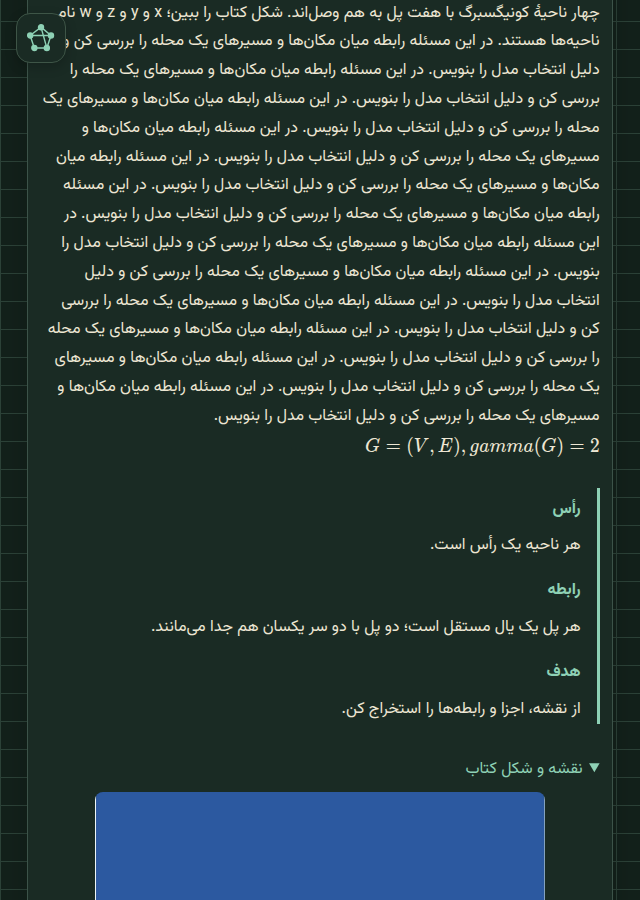 چهار ناحیهٔ کونیگسبرگ با هفت پل به هم وصل‌اند. شکل کتاب را ببین؛ x و y و z و w نام
ناحیه‌ها هستند. در این مسئله رابطه میان مکان‌ها و مسیرهای یک محله را بررسی کن و
دلیل انتخاب مدل را بنویس. در این مسئله رابطه میان مکان‌ها و مسیرهای یک محله را
بررسی کن و دلیل انتخاب مدل را بنویس. در این مسئله رابطه میان مکان‌ها و مسیرهای یک
محله را بررسی کن و دلیل انتخاب مدل را بنویس. در این مسئله رابطه میان مکان‌ها و
مسیرهای یک محله را بررسی کن و دلیل انتخاب مدل را بنویس. در این مسئله رابطه میان
مکان‌ها و مسیرهای یک محله را بررسی کن و دلیل انتخاب مدل را بنویس. در این مسئله
رابطه میان مکان‌ها و مسیرهای یک محله را بررسی کن و دلیل انتخاب مدل را بنویس. در
این مسئله رابطه میان مکان‌ها و مسیرهای یک محله را بررسی کن و دلیل انتخاب مدل را
بنویس. در این مسئله رابطه میان مکان‌ها و مسیرهای یک محله را بررسی کن و دلیل
انتخاب مدل را بنویس. در این مسئله رابطه میان مکان‌ها و مسیرهای یک محله را بررسی
کن و دلیل انتخاب مدل را بنویس. در این مسئله رابطه میان مکان‌ها و مسیرهای یک محله
را بررسی کن و دلیل انتخاب مدل را بنویس. در این مسئله رابطه میان مکان‌ها و مسیرهای
یک محله را بررسی کن و دلیل انتخاب مدل را بنویس. در این مسئله رابطه میان مکان‌ها و
مسیرهای یک محله را بررسی کن و دلیل انتخاب مدل را بنویس.
G = (V, E), gamma(G) = 2
رأس
هر ناحیه یک رأس است.
رابطه
هر پل یک یال مستقل است؛ دو پل با دو سر یکسان هم جدا می‌مانند.
هدف
از نقشه، اجزا و رابطه‌ها را استخراج کن.
▼ نقشه و شکل کتاب